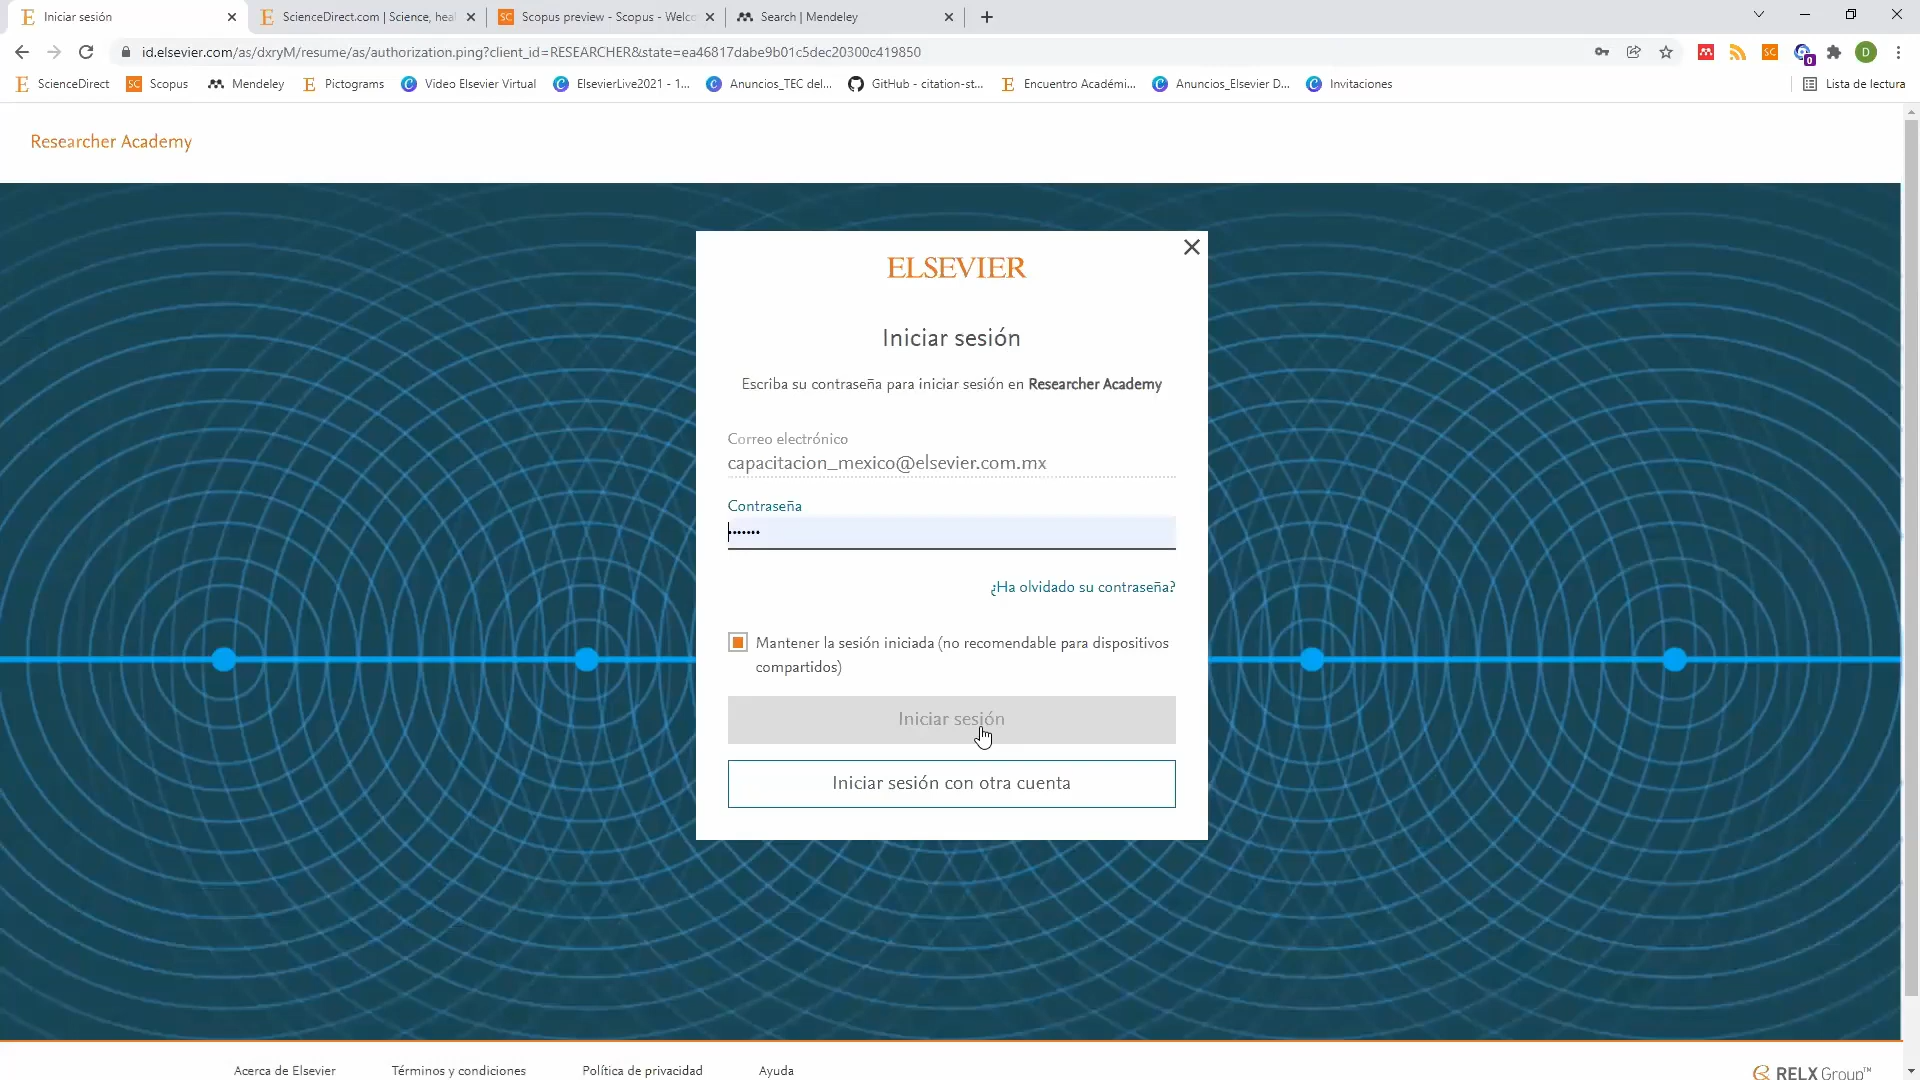 Iniciar sesión
ScienceDirect.com | Science, heal
Scopus preview - Scopus - Welco
Search | Mendeley
id.elsevier.com/as/dxryM/resume/as/authorization.ping?client_id=RESEARCHER&state=ea46817dabe9b01c5dec20300c419850
SC
0
D
ScienceDirect
Scopus
Mendeley
Pictograms
Video Elsevier Virtual
ElsevierLive2021 - 1...
Anuncios_TEC del...
GitHub - citation-st...
Encuentro Académi...
Anuncios_Elsevier D...
Invitaciones
Lista de lectura
Researcher Academy
ELSEVIER
Iniciar sesión
Escriba su contraseña para iniciar sesión en Researcher Academy
Correo electrónico
capacitacion_mexico@elsevier.com.mx
Contraseña
•••••••
¿Ha olvidado su contraseña?
Mantener la sesión iniciada (no recomendable para dispositivos
compartidos)
Iniciar sesión
Iniciar sesión con otra cuenta
Acerca de Elsevier
Términos y condiciones
Política de privacidad
Ayuda
RELX Group™